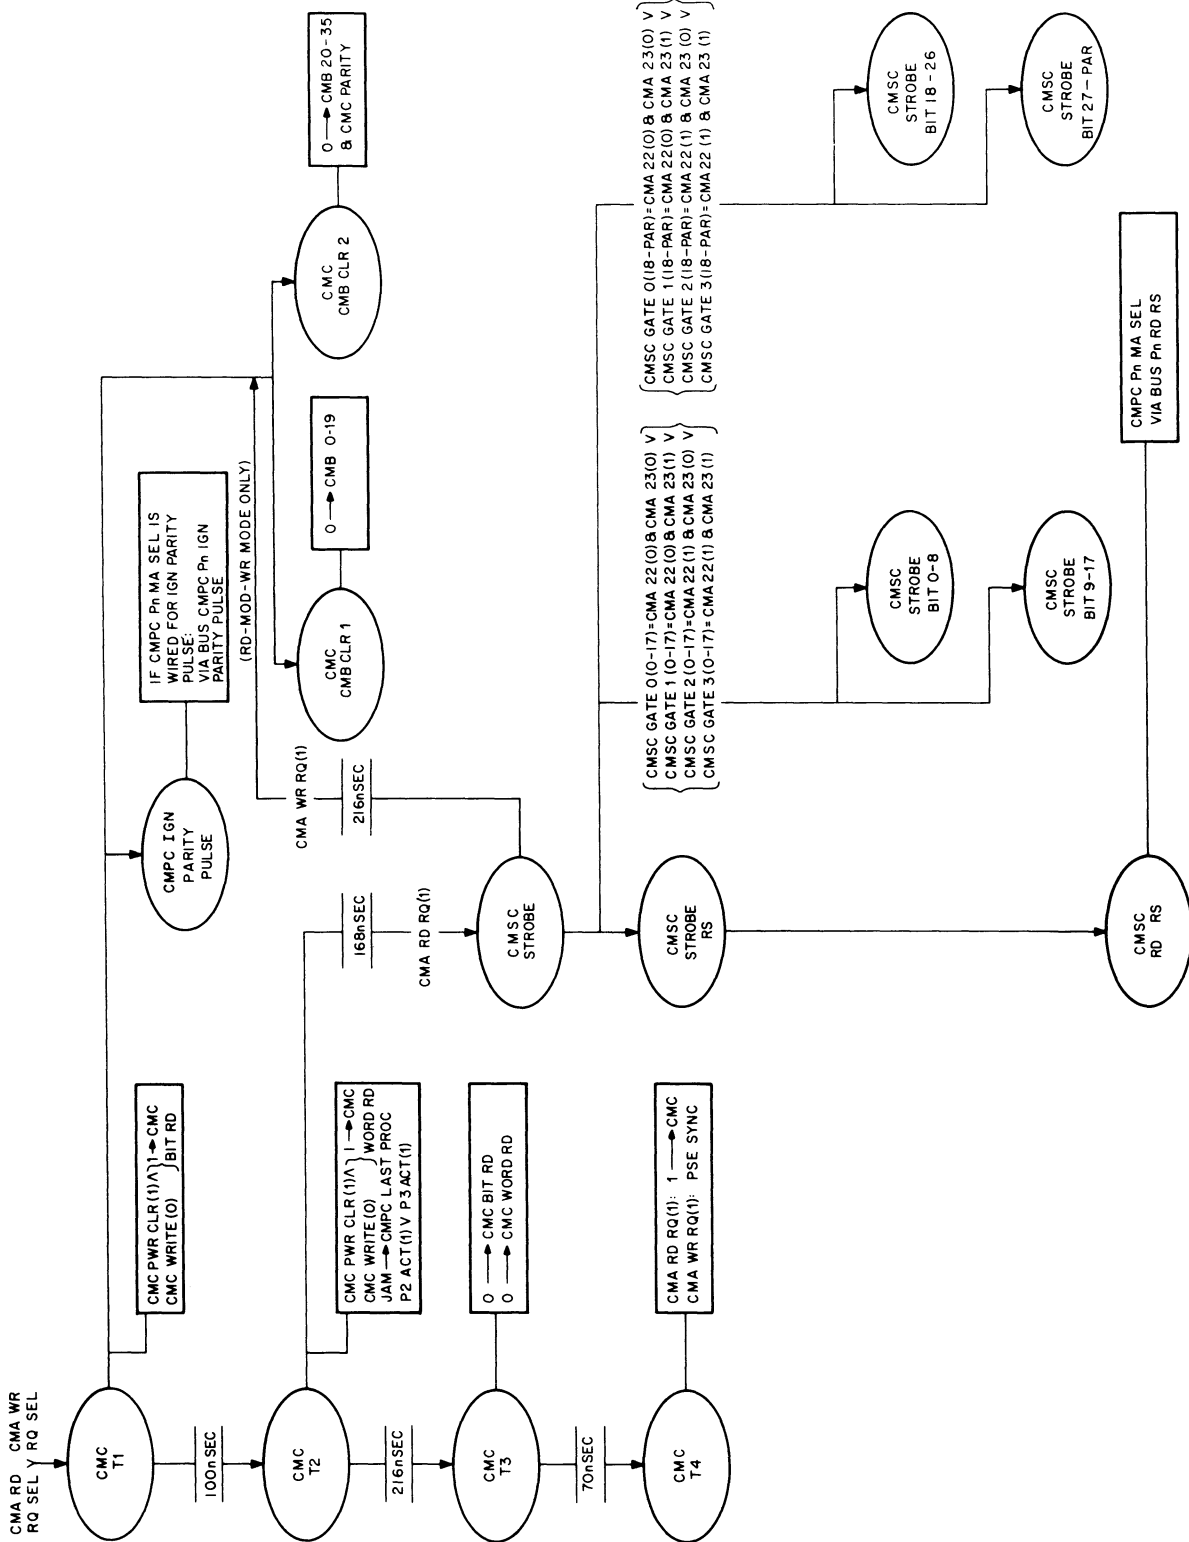 CMA RD   CMA WR
RQ SEL V RQ SEL
CMC
T1
CMC PWR CLR(1)Λ}1→CMC
CMC WRITE(0)   }BIT RD
CMPC IGN
PARITY
PULSE
IF CMPC Pn MA SEL IS
WIRED FOR IGN PARITY
PULSE:
VIA BUS CMPC Pn IGN
PARITY PULSE
(RD-MOD-WR MODE ONLY)
100nSEC
CMC
T2
CMC PWR CLR(1)Λ} 1→CMC
CMC WRITE(0)   }WORD RD
JAM→CMPC LAST PROC
P2 ACT(1)V P3 ACT(1)
168nSEC
CMA RD RQ(1)
CMSC
STROBE
216nSEC
CMA WR RQ(1)
CMC
CMB CLR 1
0→CMB 0-19
CMC
CMB CLR 2
0→CMB 20-35
& CMC PARITY
216nSEC
CMC
T3
0→CMC BIT RD
0→CMC WORD RD
70nSEC
CMC
T4
CMA RD RQ(1): 1→CMC
CMA WR RQ(1): PSE SYNC
CMSC
STROBE
RS
CMSC GATE 0(0-17)=CMA 22(0)&CMA 23(0) V
CMSC GATE 1(0-17)=CMA 22(0)&CMA 23(1) V
CMSC GATE 2(0-17)=CMA 22(1)&CMA 23(0) V
CMSC GATE 3(0-17)=CMA 22(1)&CMA 23(1)
CMSC GATE 0(18-PAR)=CMA 22(0)&CMA 23(0) V
CMSC GATE 1(18-PAR)=CMA 22(0)&CMA 23(1) V
CMSC GATE 2(18-PAR)=CMA 22(1)&CMA 23(0) V
CMSC GATE 3(18-PAR)=CMA 22(1)&CMA 23(1)
CMSC
STROBE
BIT 0-8
CMSC
STROBE
BIT 9-17
CMSC
STROBE
BIT 18-26
CMSC
STROBE
BIT 27-PAR
CMSC
RD RS
CMPC Pn MA SEL
VIA BUS Pn RD RS